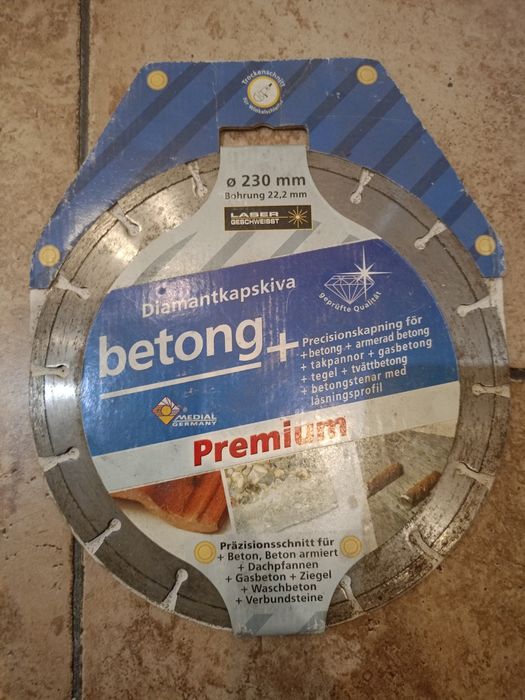 Trockenschnitt
für Winkelschleifer
ø 230 mm
Bohrung 22,2 mm
LASER
GESCHWEISST
Diamantkapskiva
geprüfte Qualität
betong+
Precisionskapning för
+ betong + armerad betong
+ takpannor + gasbetong
+ tegel + tvättbetong
+ betongstenar med
låsningsprofil
MEDIAL ®
GERMANY
Premium
Präzisionsschnitt für
+ Beton, Beton armiert
+ Dachpfannen
+ Gasbeton + Ziegel
+ Waschbeton
+ Verbundsteine